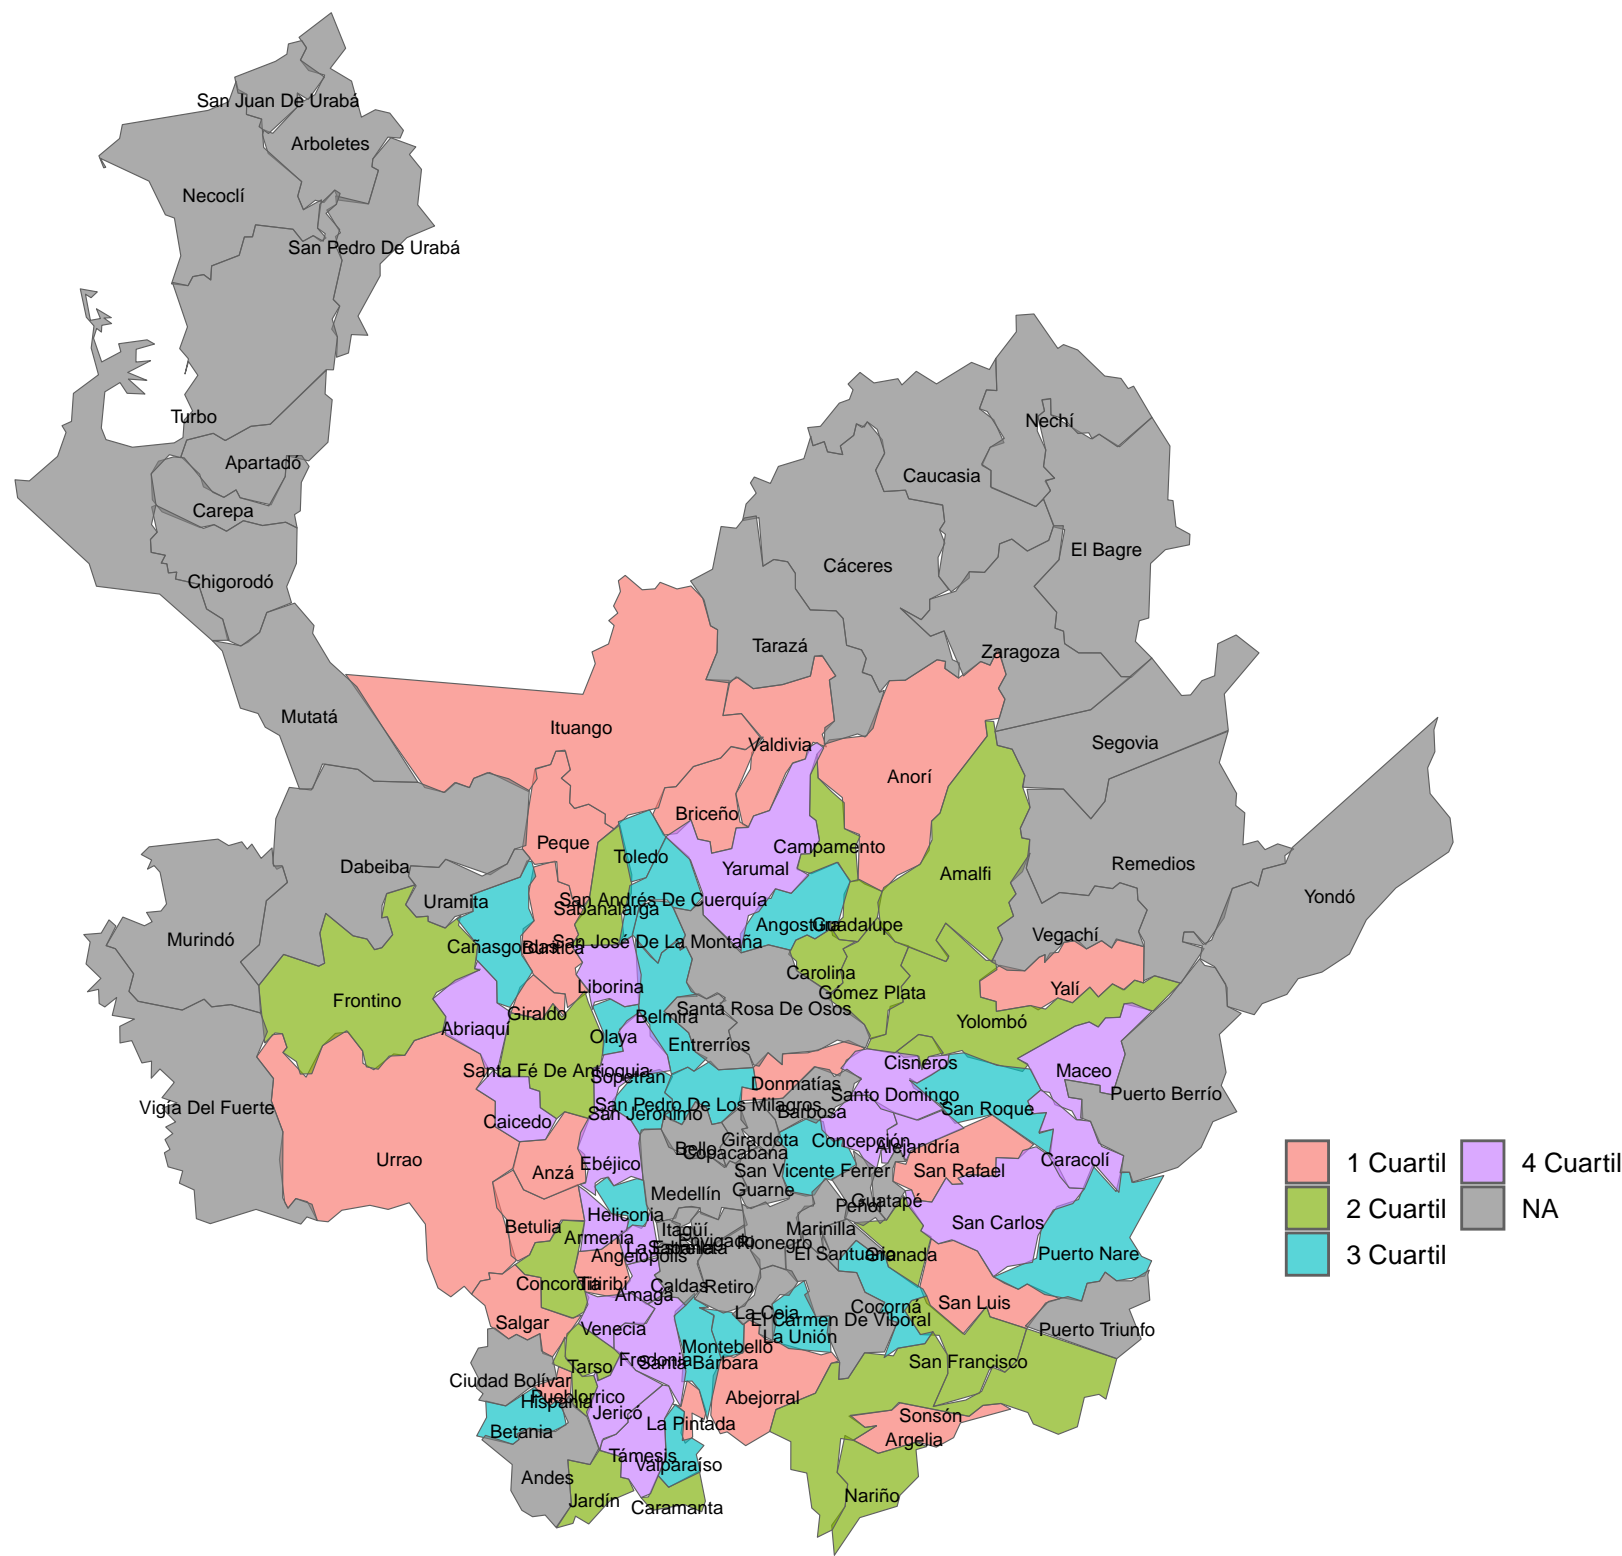 San Juan De Urabá
Arboletes
Necoclí
San Pedro De Urabá
Turbo
Nechí
Apartadó
Caucasia
Carepa
El Bagre
Cáceres
Chigorodó
Tarazá
Zaragoza
Mutatá
Ituango
Valdivia
Segovia
Anorí
Briceño
Peque
Campamento
Toledo
Remedios
Dabeiba
Yarumal
Amalfi
Yondó
Uramita
San Andrés De Cuerquía
Sabanalarga
Angostura
Guadalupe
Vegachí
Murindó
Cañasgordas
Buriticá
San José De La Montaña
Carolina
Liborina
Yalí
Gómez Plata
Frontino
Santa Rosa De Osos
Giraldo
Belmira
Yolombó
Abriaquí
Olaya
Entrerríos
Cisneros
Santa Fé De Antioquia
Maceo
Sopetrán
Donmatías
Santo Domingo
Puerto Berrío
San Pedro De Los Milagros
Vigía Del Fuerte
San Roque
San Jerónimo
Barbosa
Caicedo
Girardota
Concepción
Alejandría
Bello
Copacabana
Urrao
Caracolí
Ebéjico
Anzá
San Vicente Ferrer
San Rafael
Medellín
Guarne
Guatapé
Peñol
Heliconia
Betulia
San Carlos
Itagüí
Marinilla
Armenia
Envigado
Rionegro
La Estrella
Sabaneta
El Santuario
Granada
Puerto Nare
Angelópolis
Concordia
Titiribí
Caldas
Retiro
Amagá
San Luis
Cocorná
La Ceja
El Carmen De Viboral
Salgar
Venecia
La Unión
Puerto Triunfo
Montebello
Fredonia
Santa Bárbara
San Francisco
Tarso
Ciudad Bolívar
Pueblorrico
Abejorral
Hispania
Jericó
Sonsón
La Pintada
Betania
Argelia
Támesis
Valparaíso
Andes
Nariño
Jardín
Caramanta
1 Cuartil
2 Cuartil
3 Cuartil
4 Cuartil
NA